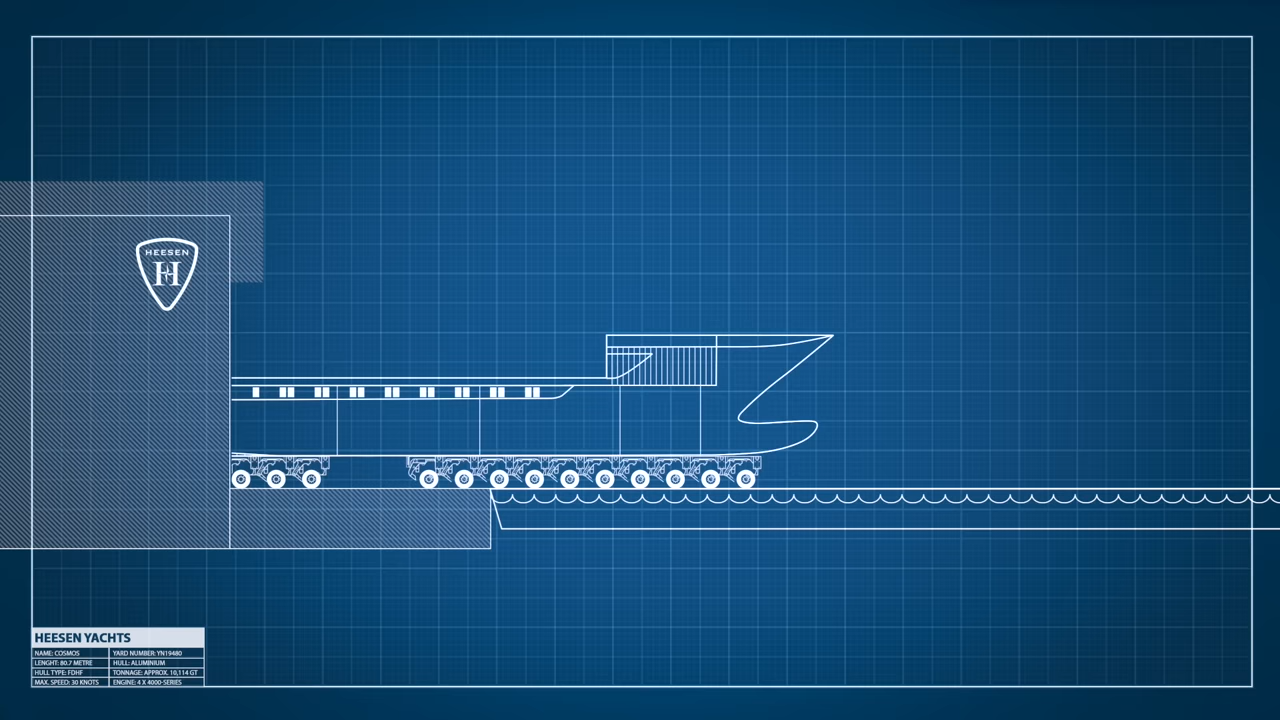 HEESEN
H
HEESEN YACHTS
NAME: COSMOS YARD NUMBER: YN19480
LENGHT: 80.7 METRE HULL: ALUMINIUM
HULL TYPE: FDHF TONNAGE: APPROX. 10,114 GT
MAX. SPEED: 30 KNOTS ENGINE: 4 X 4000-SERIES